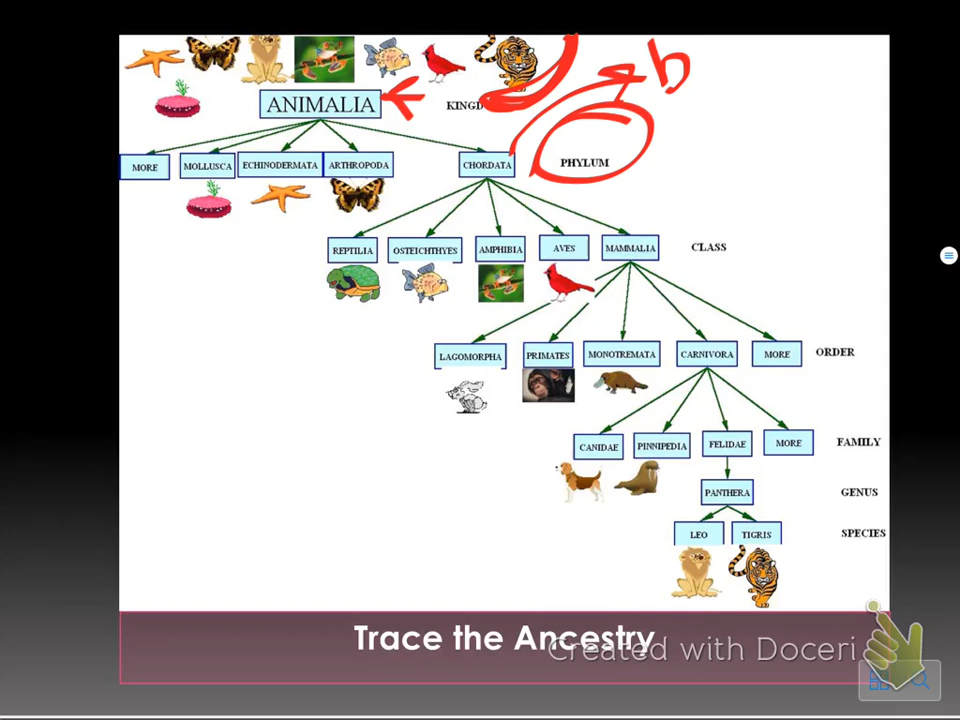 ANIMALIA KINGD
b
MORE MOLLUSCA ECHINODERMATA ARTHROPODA CHORDATA PHYLUM
REPTILIA OSTEICHTHYES AMPHIBIA AVES MAMMALIA CLASS
LAGOMORPHA PRIMATES MONOTREMATA CARNIVORA MORE ORDER
CANIDAE PINNIPEDIA FELIDAE MORE FAMILY
PANTHERA GENUS
LEO TIGRIS SPECIES
Trace the Ancestry
Created with Doceri